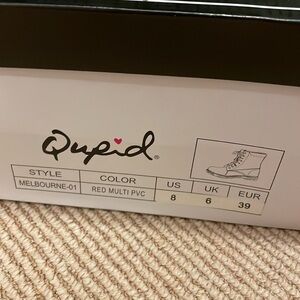 Qupid®
STYLE COLOR US UK EUR
MELBOURNE-01 RED MULTI PVC 8 6 39